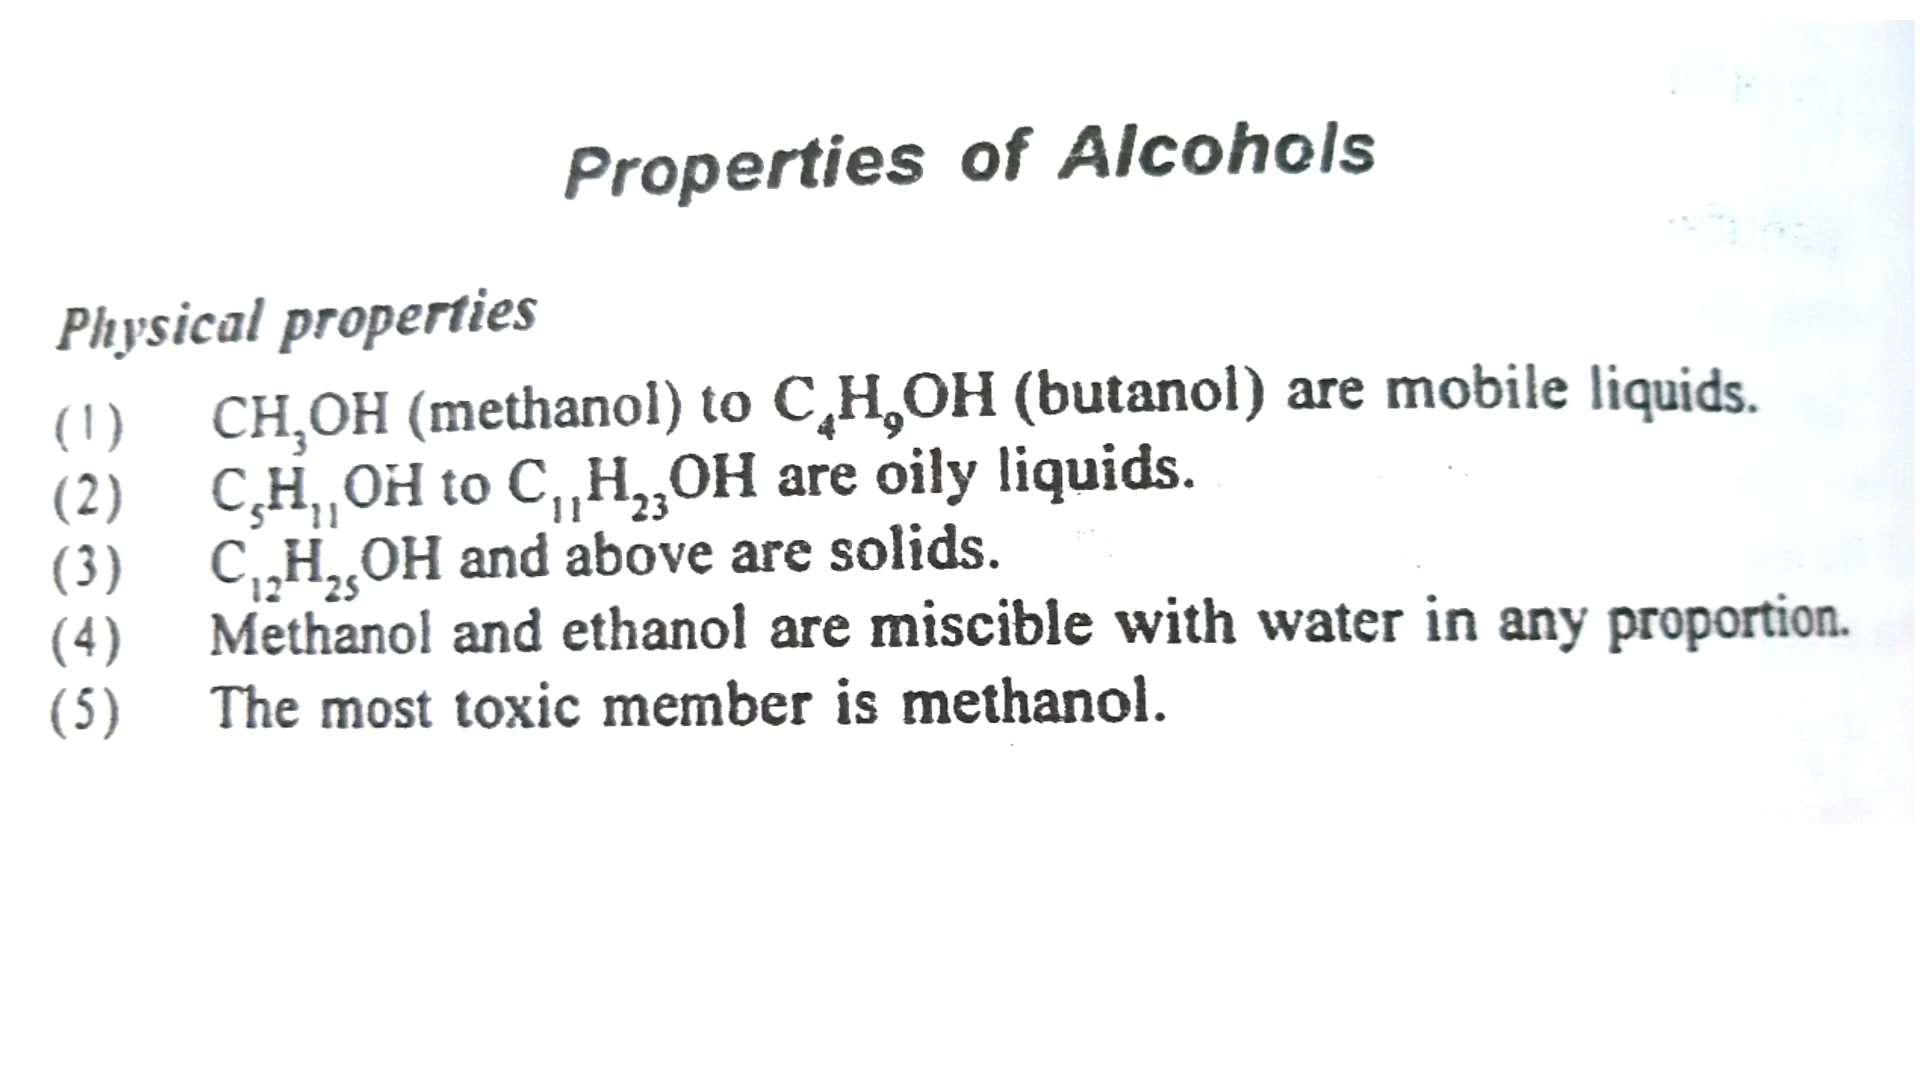 Properties of Alcohols
Physical properties
(1) CH₃OH (methanol) to C₄H₉OH (butanol) are mobile liquids.
(2) C₅H₁₁OH to C₁₁H₂₃OH are oily liquids.
(3) C₁₂H₂₅OH and above are solids.
(4) Methanol and ethanol are miscible with water in any proportion.
(5) The most toxic member is methanol.